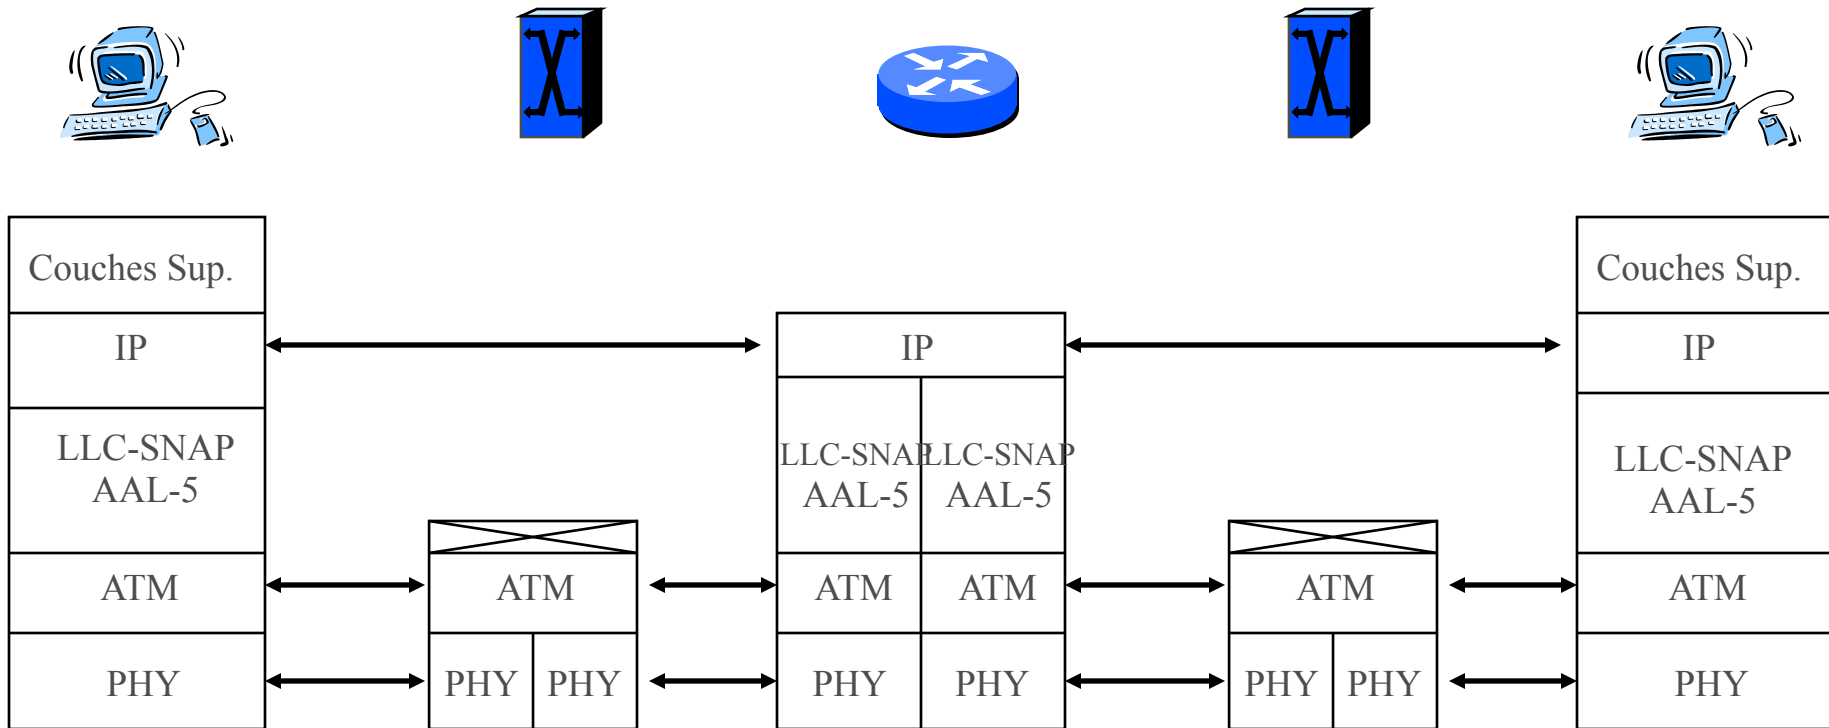 Couches Sup.
Couches Sup.
IP
IP
IP
LLC-SNAP
AAL-5
LLC-SNAP
AAL-5
LLC-SNAP
AAL-5
LLC-SNAP
AAL-5
ATM
ATM
ATM
ATM
ATM
ATM
PHY
PHY
PHY
PHY
PHY
PHY
PHY
PHY